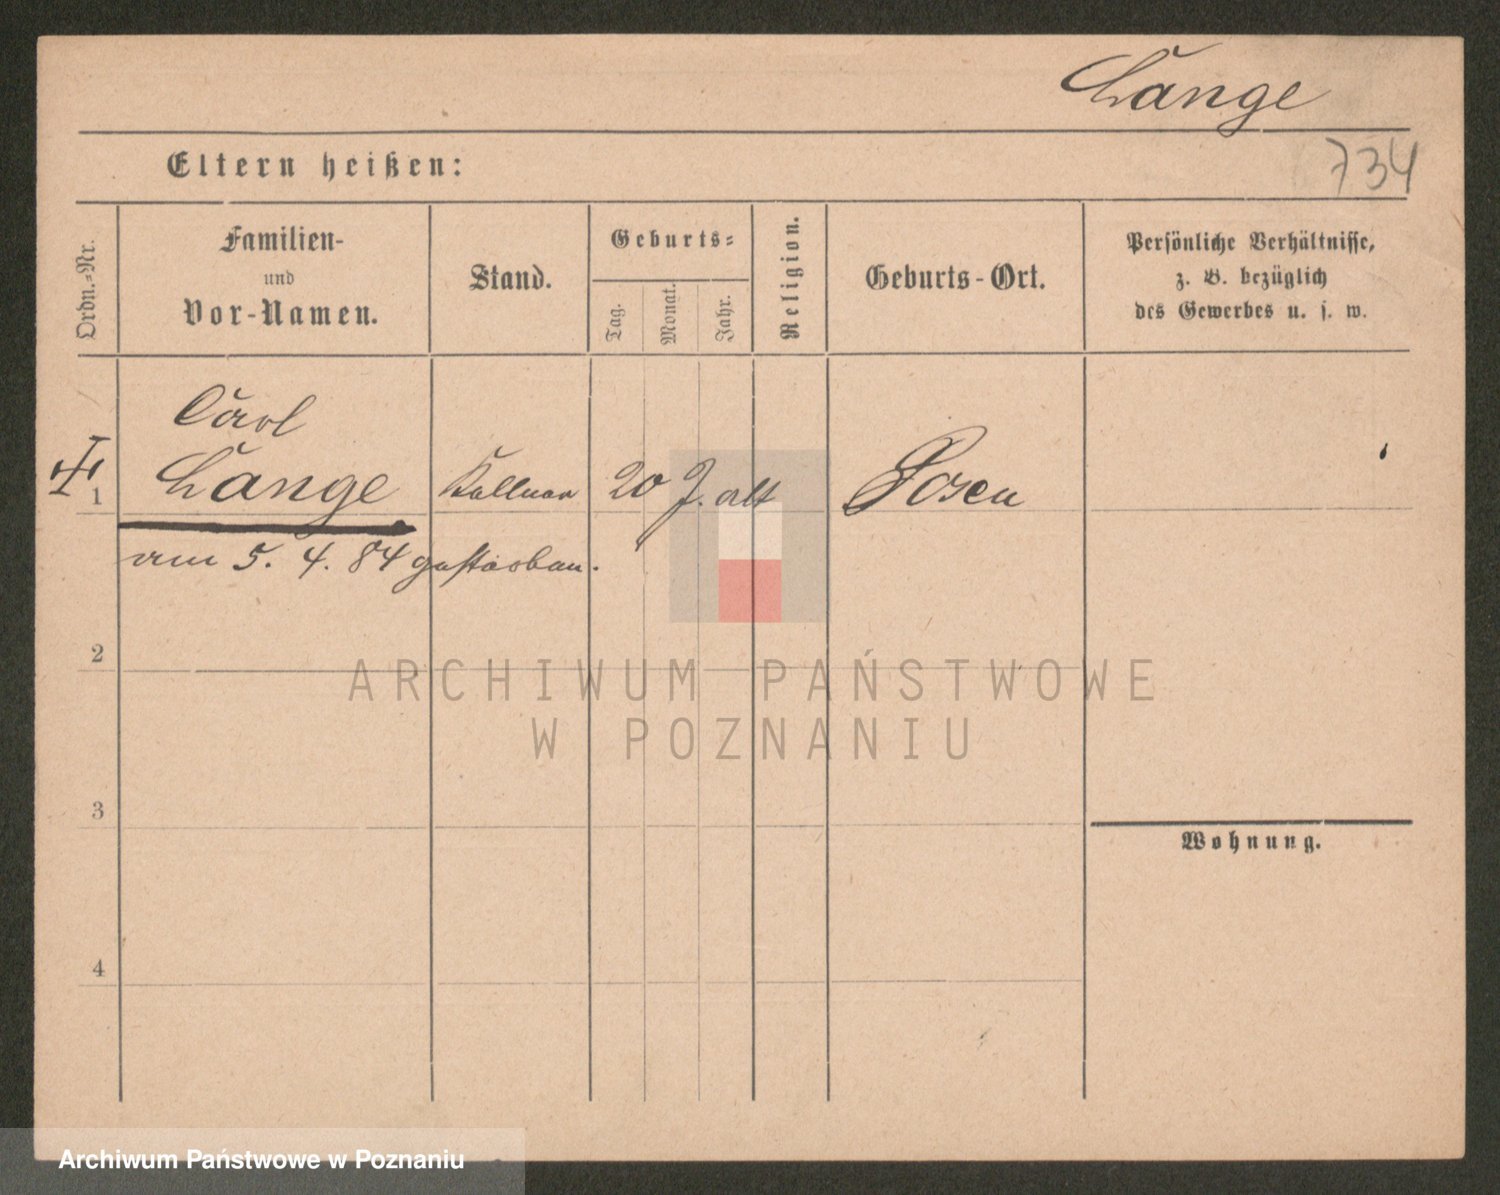 Lange
734
Eltern heißen:
Ordn.-Nr.
Familien-
und
Vor-Namen.
Stand.
Geburts-
Tag.
Monat.
Jahr.
Religion.
Geburts-Ort.
Persönliche Verhältnisse,
z. B. bezüglich
des Gewerbes u. s. w.
Carl
1 Lange Kellner 20 J. alt Posen
am 5. 4. 84 gestorben.
2
ARCHIWUM PAŃSTWOWE
W POZNANIU
3
Wohnung.
4
Archiwum Państwowe w Poznaniu